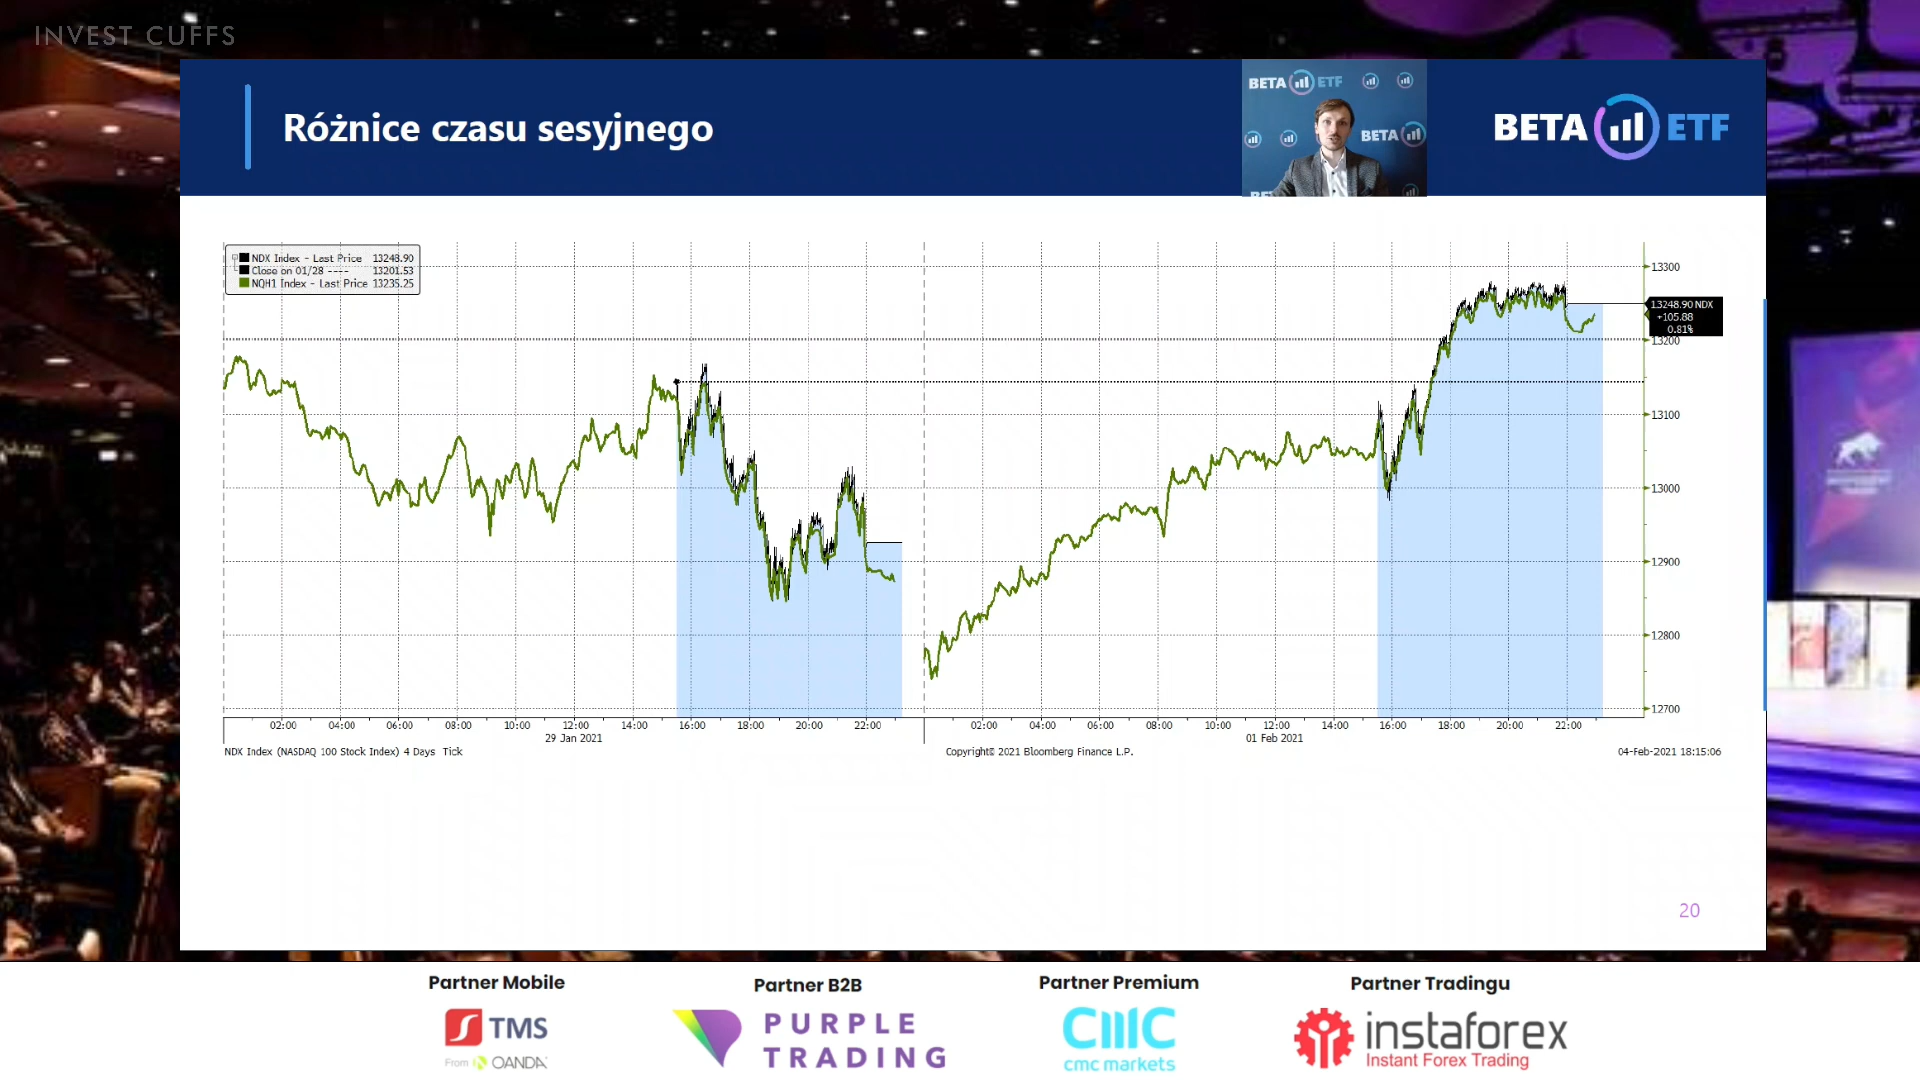 INVEST CUFFS
Różnice czasu sesyjnego
BETA ETF
BETA
BETA ETF
NDX Index - Last Price 13248.90
Close on 01/28 ---- 13201.53
NQH1 Index - Last Price 13235.25
13300
13248.90 NDX
+105.88
0.81%
13200
13100
13000
12900
12800
12700
02:00 04:00 06:00 08:00 10:00 12:00 14:00 16:00 18:00 20:00 22:00 02:00 04:00 06:00 08:00 10:00 12:00 14:00 16:00 18:00 20:00 22:00
29 Jan 2021 01 Feb 2021
NDX Index (NASDAQ 100 Stock Index) 4 Days Tick Copyright© 2021 Bloomberg Finance L.P. 04-Feb-2021 18:15:06
20
Partner Mobile
TMS
From OANDA
Partner B2B
PURPLE
TRADING
Partner Premium
CMC
cmc markets
Partner Tradingu
instaforex
Instant Forex Trading